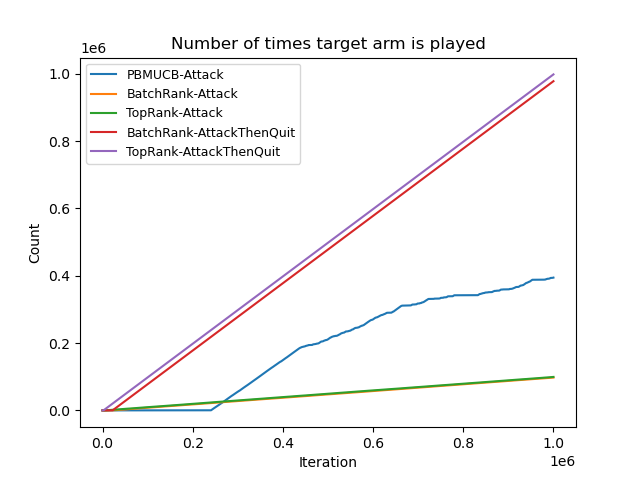 Number of times target arm is played
1e6
PBMUCB-Attack
BatchRank-Attack
TopRank-Attack
BatchRank-AttackThenQuit
TopRank-AttackThenQuit
1.0
0.8
0.6
0.4
0.2
0.0
Count
0.0 0.2 0.4 0.6 0.8 1.0
Iteration
1e6